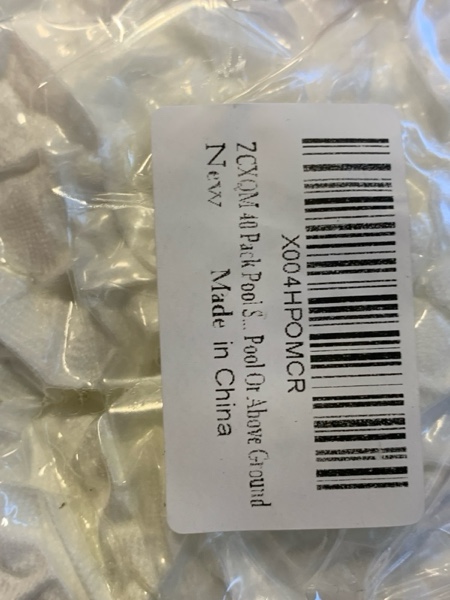 X004HPOMCR
ZCXQM 40 Pack Pool S... Pool Or Above Ground
New
Made in China